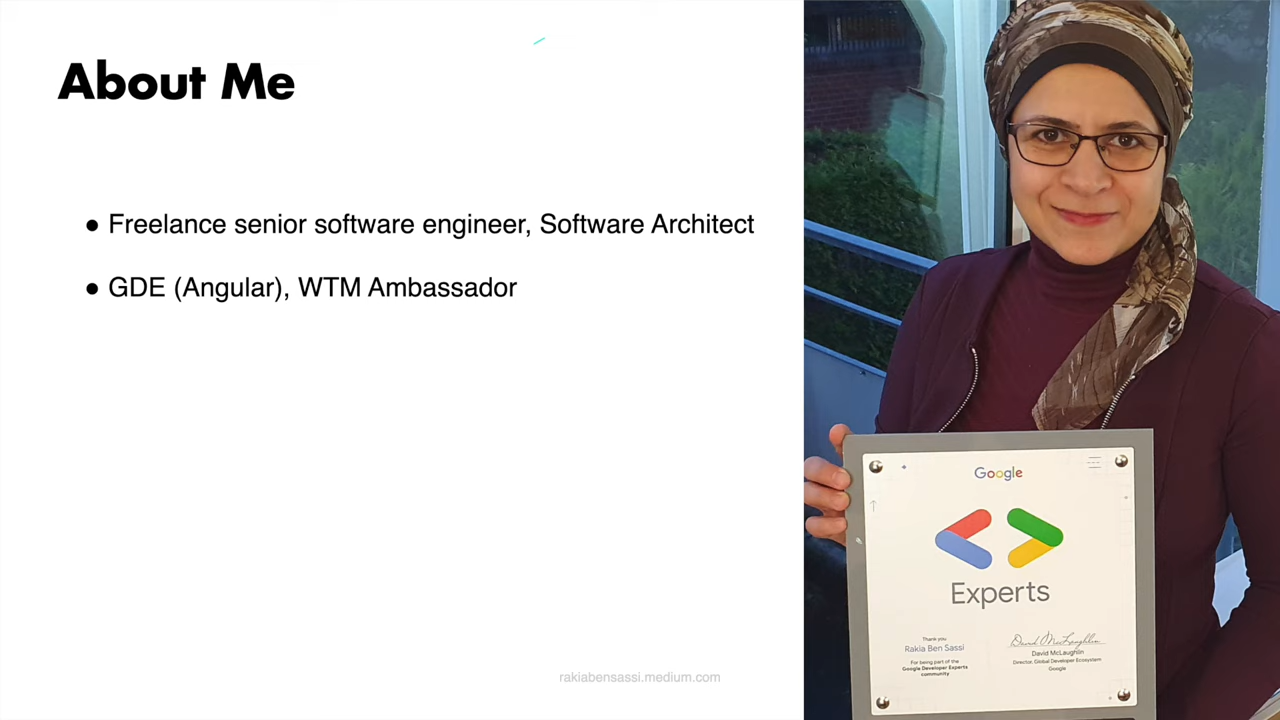 About Me
● Freelance senior software engineer, Software Architect
● GDE (Angular), WTM Ambassador
rakiabensassi.medium.com
Google
Experts
Thank you
Rakia Ben Sassi
For being part of the
Google Developer Experts
community
David McLaughlin
David McLaughlin
Director, Global Developer Ecosystem
Google